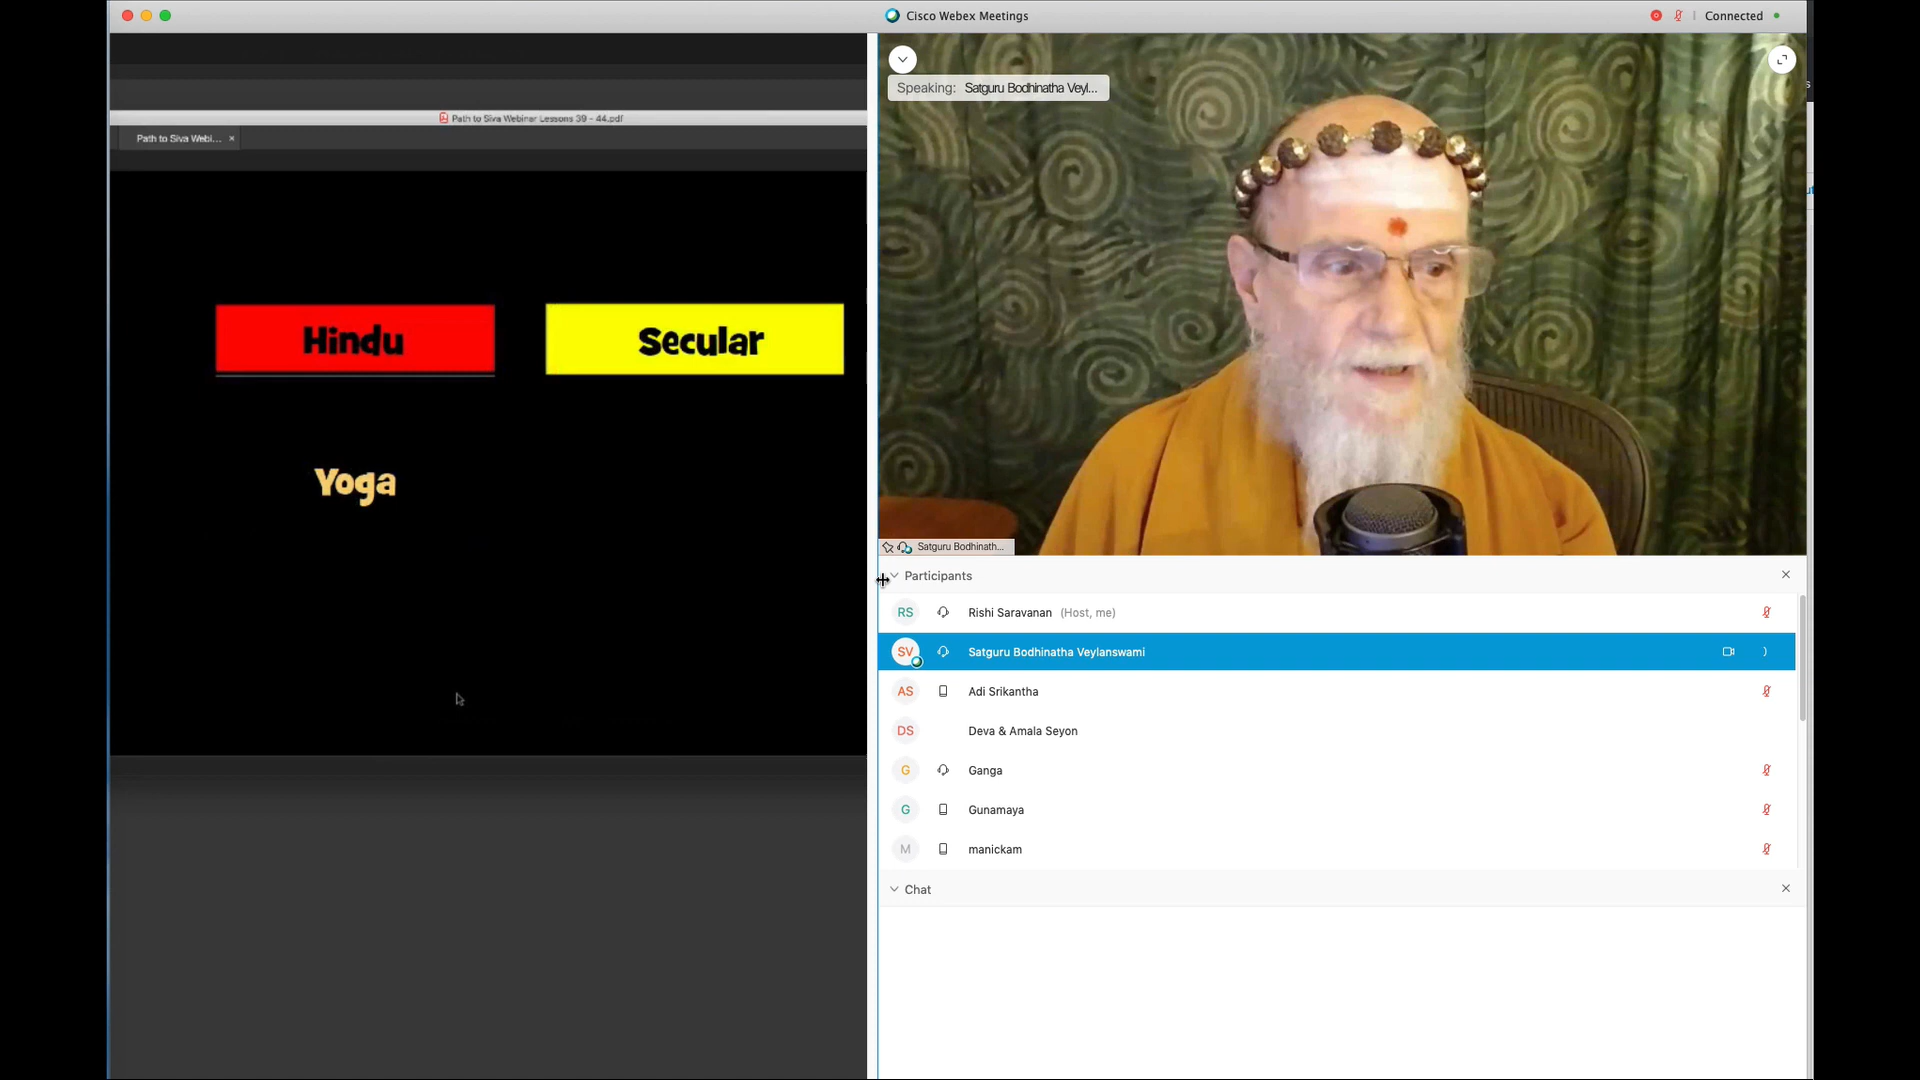 Cisco Webex Meetings
Connected
Speaking: Satguru Bodhinatha Veyl...
Path to Siva Webinar Lessons 39 - 44.pdf
Path to Siva Webi...
Hindu
Secular
Yoga
Satguru Bodhinath...
Participants
RS Rishi Saravanan (Host, me)
SV Satguru Bodhinatha Veylanswami
AS Adi Srikantha
DS Deva & Amala Seyon
G Ganga
G Gunamaya
M manickam
Chat